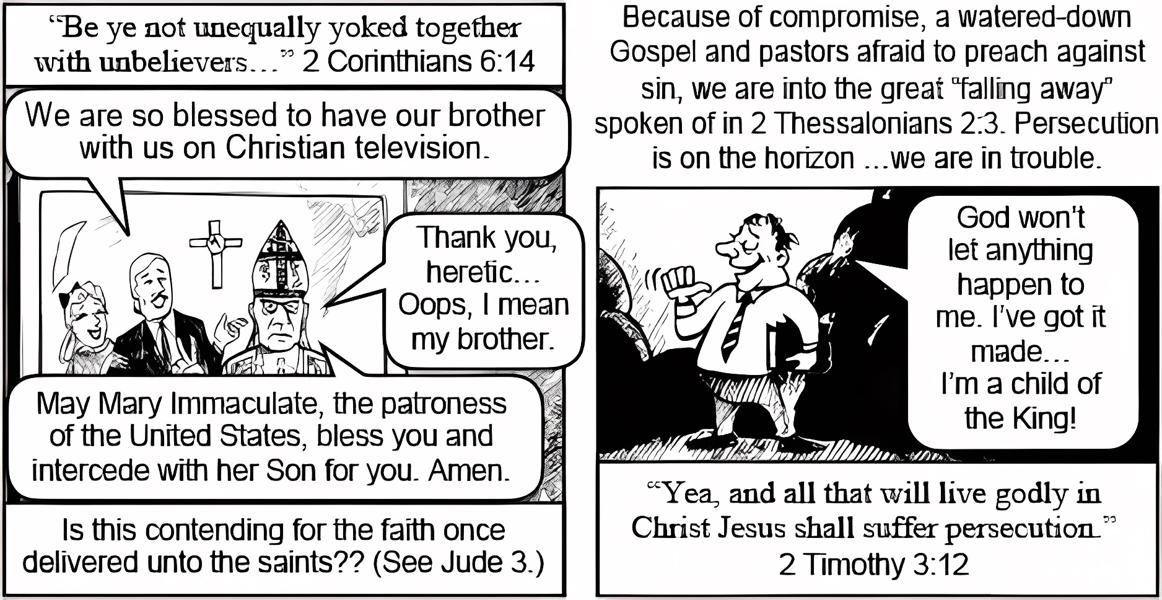 “Be ye not unequally yoked together
with unbelievers...” 2 Corinthians 6:14
We are so blessed to have our brother
with us on Christian television.
Thank you,
heretic...
Oops, I mean
my brother.
May Mary Immaculate, the patroness
of the United States, bless you and
intercede with her Son for you. Amen.
Is this contending for the faith once
delivered unto the saints?? (See Jude 3.)
Because of compromise, a watered-down
Gospel and pastors afraid to preach against
sin, we are into the great “falling away”
spoken of in 2 Thessalonians 2:3. Persecution
is on the horizon ...we are in trouble.
God won't
let anything
happen to
me. I've got it
made...
I'm a child of
the King!
“Yea, and all that will live godly in
Christ Jesus shall suffer persecution.”
2 Timothy 3:12